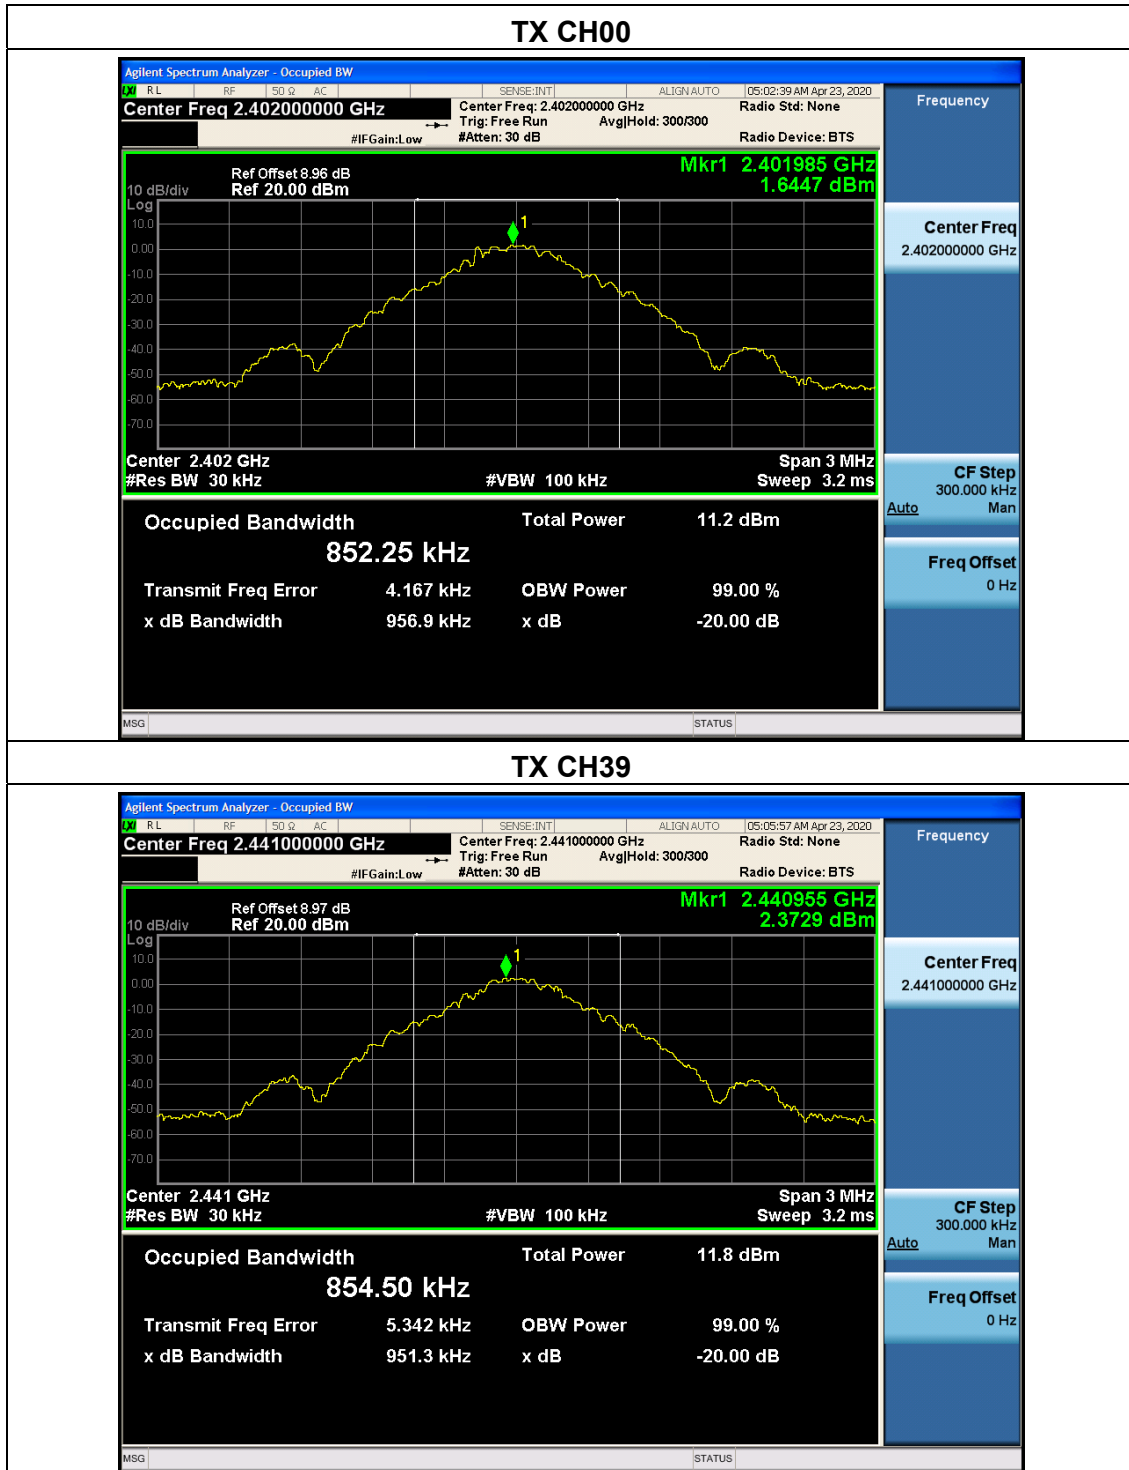 TX CH00
Agilent Spectrum Analyzer - Occupied BW
LXI RL RF 50 Ω AC SENSE:INT ALIGN AUTO 05:02:39 AM Apr 23, 2020
Center Freq 2.402000000 GHz
Center Freq: 2.402000000 GHz Radio Std: None
Trig: Free Run Avg|Hold: 300/300
#IFGain:Low #Atten: 30 dB Radio Device: BTS
Frequency
Mkr1 2.401985 GHz
1.6447 dBm
Ref Offset 8.96 dB
10 dB/div Ref 20.00 dBm
Log
10.0
0.00
-10.0
-20.0
-30.0
-40.0
-50.0
-60.0
-70.0
1
Center 2.402 GHz Span 3 MHz
#Res BW 30 kHz #VBW 100 kHz Sweep 3.2 ms
Center Freq
2.402000000 GHz
CF Step
300.000 kHz
Auto Man
Freq Offset
0 Hz
Occupied Bandwidth Total Power 11.2 dBm
852.25 kHz
Transmit Freq Error 4.167 kHz OBW Power 99.00 %
x dB Bandwidth 956.9 kHz x dB -20.00 dB
MSG STATUS
TX CH39
Agilent Spectrum Analyzer - Occupied BW
LXI RL RF 50 Ω AC SENSE:INT ALIGN AUTO 05:05:57 AM Apr 23, 2020
Center Freq 2.441000000 GHz
Center Freq: 2.441000000 GHz Radio Std: None
Trig: Free Run Avg|Hold: 300/300
#IFGain:Low #Atten: 30 dB Radio Device: BTS
Frequency
Mkr1 2.440955 GHz
2.3729 dBm
Ref Offset 8.97 dB
10 dB/div Ref 20.00 dBm
Log
10.0
0.00
-10.0
-20.0
-30.0
-40.0
-50.0
-60.0
-70.0
1
Center 2.441 GHz Span 3 MHz
#Res BW 30 kHz #VBW 100 kHz Sweep 3.2 ms
Center Freq
2.441000000 GHz
CF Step
300.000 kHz
Auto Man
Freq Offset
0 Hz
Occupied Bandwidth Total Power 11.8 dBm
854.50 kHz
Transmit Freq Error 5.342 kHz OBW Power 99.00 %
x dB Bandwidth 951.3 kHz x dB -20.00 dB
MSG STATUS